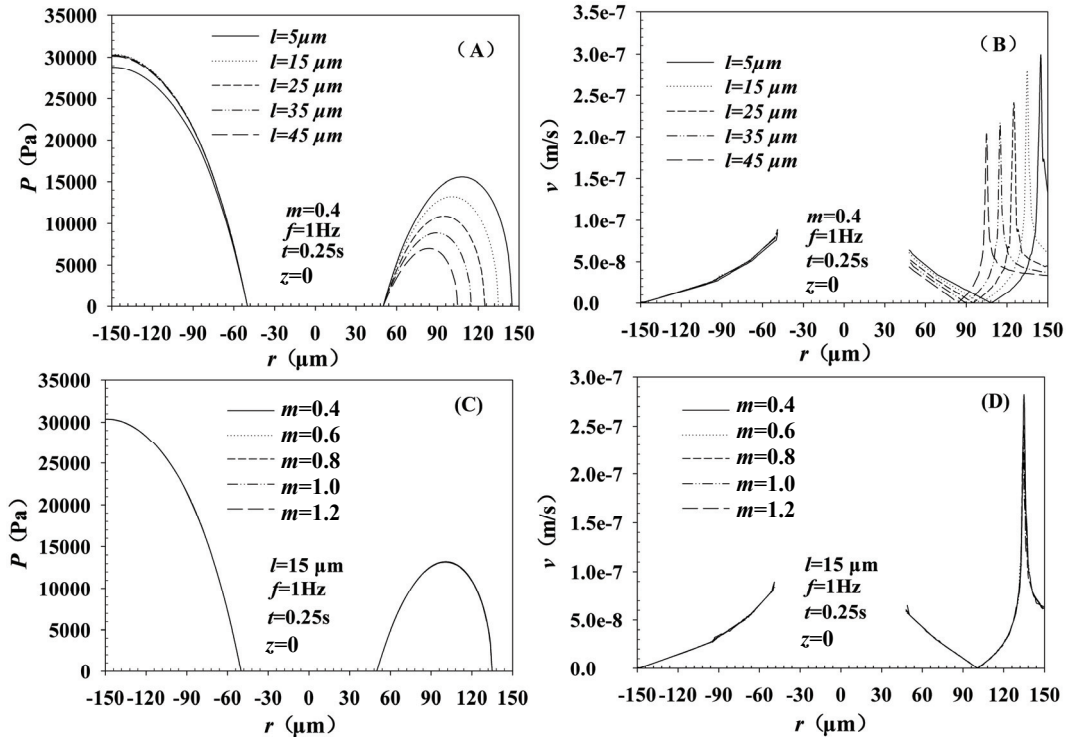 (A)
35000
30000
25000
20000
15000
10000
5000
0
P (Pa)
l=5μm
l=15 μm
l=25 μm
l=35 μm
l=45 μm
m=0.4
f=1Hz
t=0.25s
z=0
-150 -120 -90 -60 -30 0 30 60 90 120 150
r (μm)
(B)
3.5e-7
3.0e-7
2.5e-7
2.0e-7
1.5e-7
1.0e-7
5.0e-8
0.0
v (m/s)
l=5μm
l=15 μm
l=25 μm
l=35 μm
l=45 μm
m=0.4
f=1Hz
t=0.25s
z=0
-150 -120 -90 -60 -30 0 30 60 90 120 150
r (μm)
(C)
35000
30000
25000
20000
15000
10000
5000
0
P (Pa)
m=0.4
m=0.6
m=0.8
m=1.0
m=1.2
l=15 μm
f=1Hz
t=0.25s
z=0
-150 -120 -90 -60 -30 0 30 60 90 120 150
r (μm)
(D)
3.0e-7
2.5e-7
2.0e-7
1.5e-7
1.0e-7
5.0e-8
0.0
v (m/s)
m=0.4
m=0.6
m=0.8
m=1.0
m=1.2
l=15 μm
f=1Hz
t=0.25s
z=0
-150 -120 -90 -60 -30 0 30 60 90 120 150
r (μm)